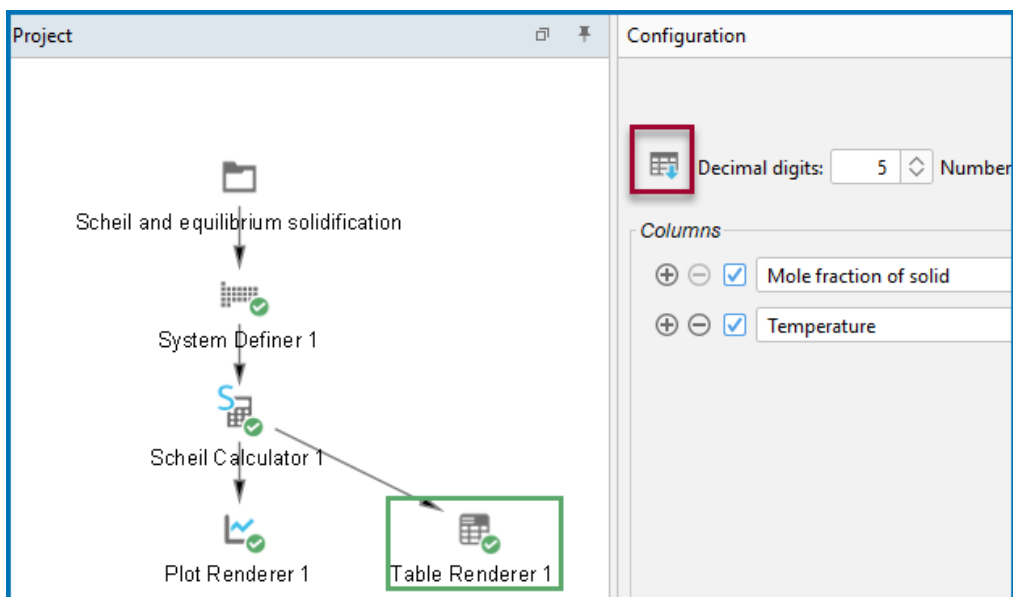 Project
Configuration
Decimal digits: 5 Number
Columns
Mole fraction of solid
Temperature
Scheil and equilibrium solidification
System Definer 1
Scheil Calculator 1
Plot Renderer 1
Table Renderer 1